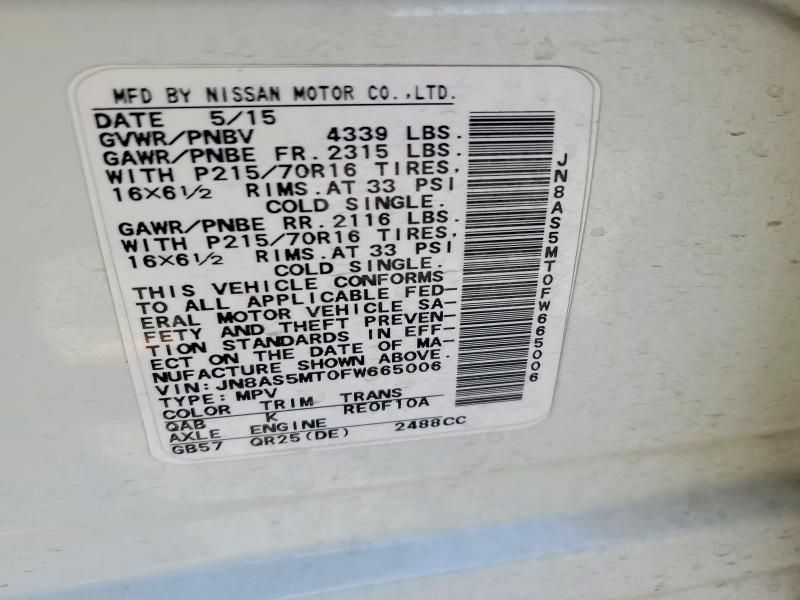 MFD BY NISSAN MOTOR CO.,LTD.
DATE 5/15
GVWR/PNBV 4339 LBS.
GAWR/PNBE FR. 2315 LBS.
WITH P215/70R16 TIRES,
16X6½ RIMS.AT 33 PSI
COLD SINGLE.
GAWR/PNBE RR. 2116 LBS.
WITH P215/70R16 TIRES,
16X6½ RIMS.AT 33 PSI
COLD SINGLE.
THIS VEHICLE CONFORMS
TO ALL APPLICABLE FED-
ERAL MOTOR VEHICLE SA-
FETY AND THEFT PREVEN-
TION STANDARDS IN EFF-
ECT ON THE DATE OF MA-
NUFACTURE SHOWN ABOVE.
VIN: JN8AS5MT0FW665006
TYPE: MPV
COLOR TRIM TRANS
QAB K RE0F10A
AXLE ENGINE
GB57 QR25(DE) 2488CC
JN8AS5MT0FW665006